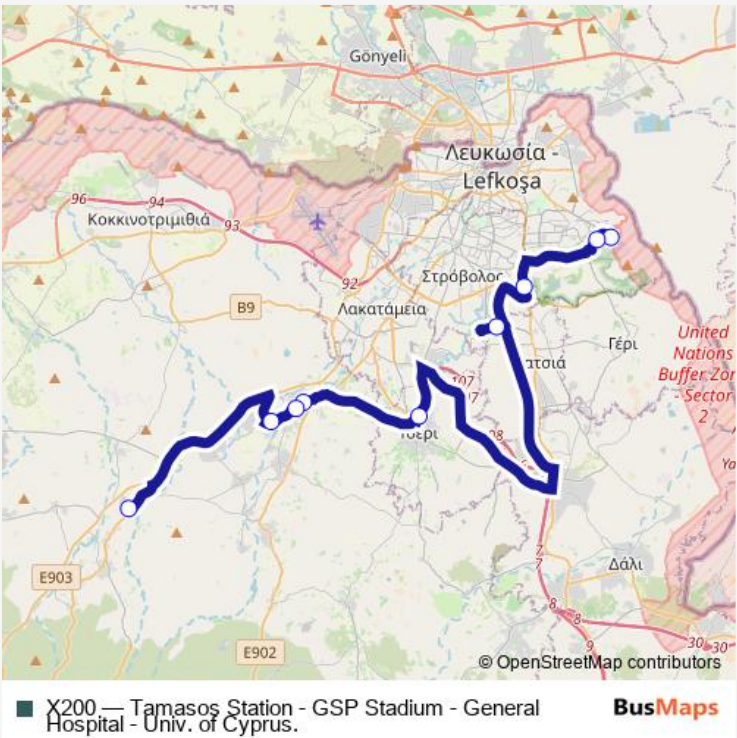 Gönyeli
Λευκωσία -
Lefkoşa
96
94
93
Κοκκινοτριμιθιά
92
Στρόβολος
B9
Λακατάμεια
Γέρι
United
Nations
Buffer Zon
- Sector
2
107
98
7
7
E903
Δάλι
8
8
9
30
30
E902
© OpenStreetMap contributors
X200 — Tamasos Station - GSP Stadium - General
Hospital - Univ. of Cyprus.
BusMaps